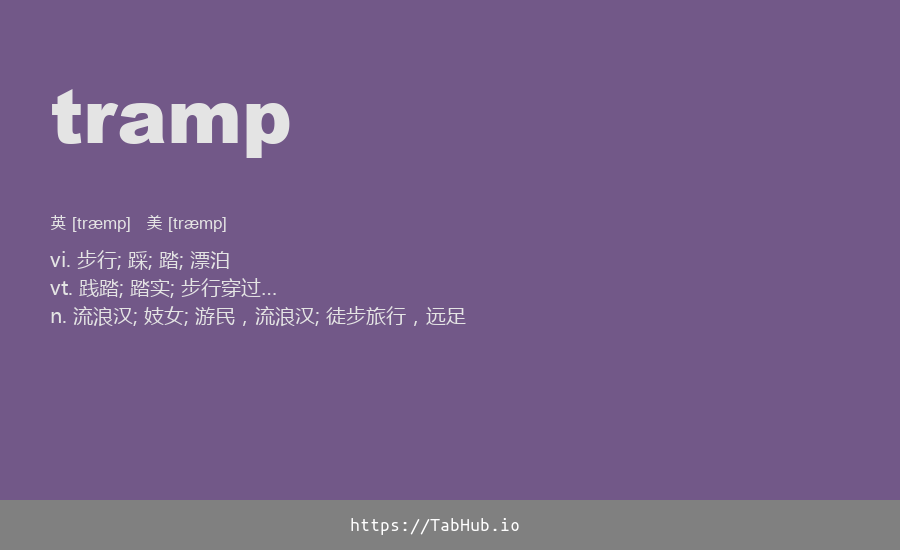 tramp
英 [træmp] 美 [træmp]
vi. 步行; 踩; 踏; 漂泊
vt. 践踏; 踏实; 步行穿过...
n. 流浪汉; 妓女; 游民，流浪汉; 徒步旅行，远足
https://TabHub.io